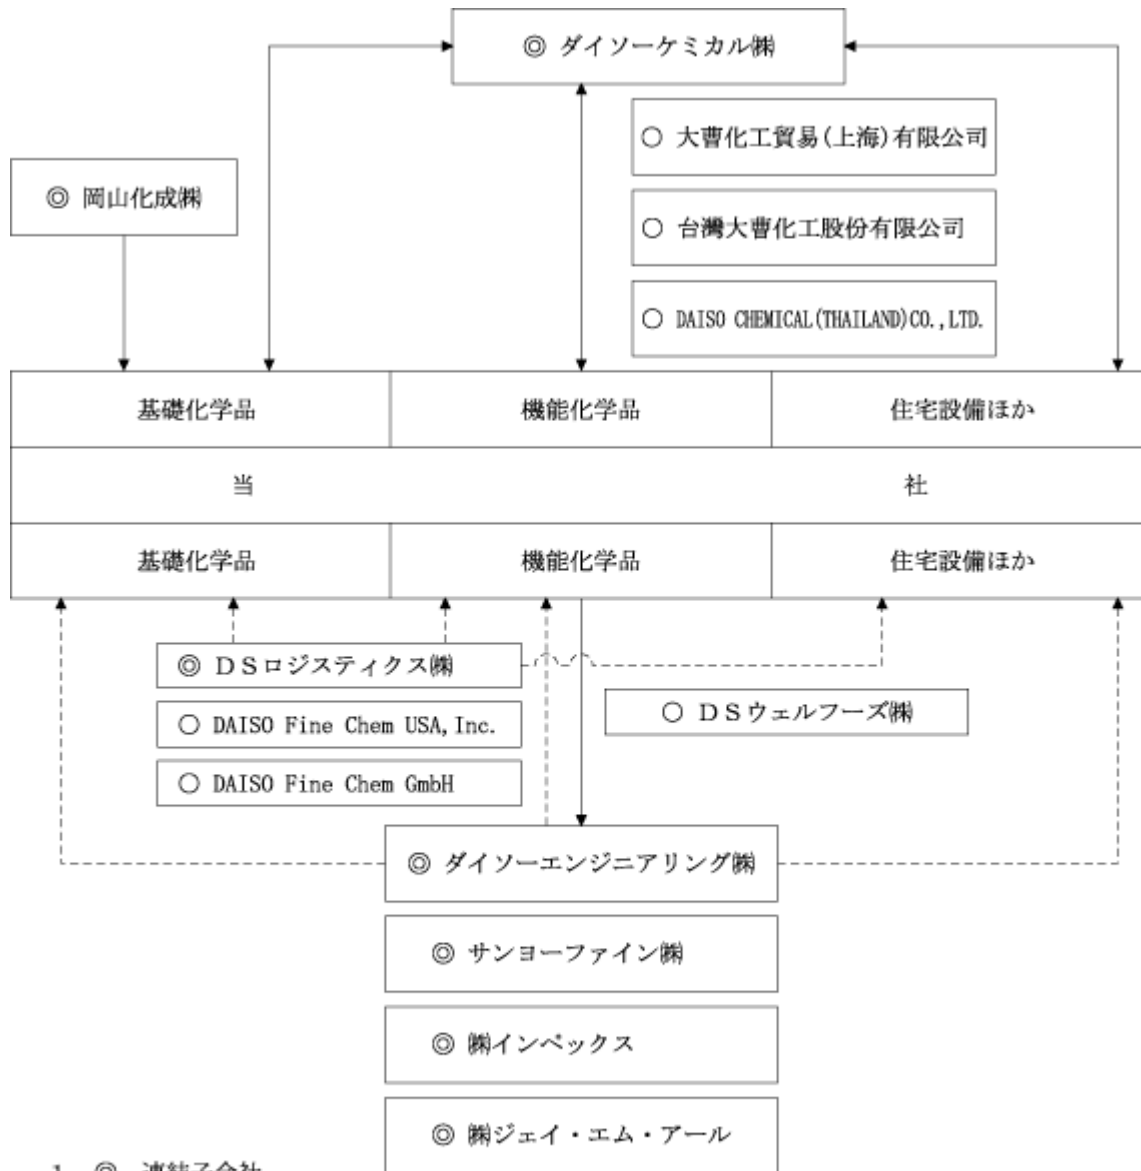 ◎ ダイソーケミカル㈱
○ 大曹化工貿易(上海)有限公司
◎ 岡山化成㈱
○ 台灣大曹化工股份有限公司
○ DAISO CHEMICAL(THAILAND)CO.,LTD.
基礎化学品 機能化学品 住宅設備ほか
当 社
基礎化学品 機能化学品 住宅設備ほか
◎ ＤＳロジスティクス㈱
○ ＤＳウェルフーズ㈱
○ DAISO Fine Chem USA,Inc.
○ DAISO Fine Chem GmbH
◎ ダイソーエンジニアリング㈱
◎ サンヨーファイン㈱
◎ ㈱インペックス
◎ ㈱ジェイ・エム・アール
1 ◎ 連結子会社